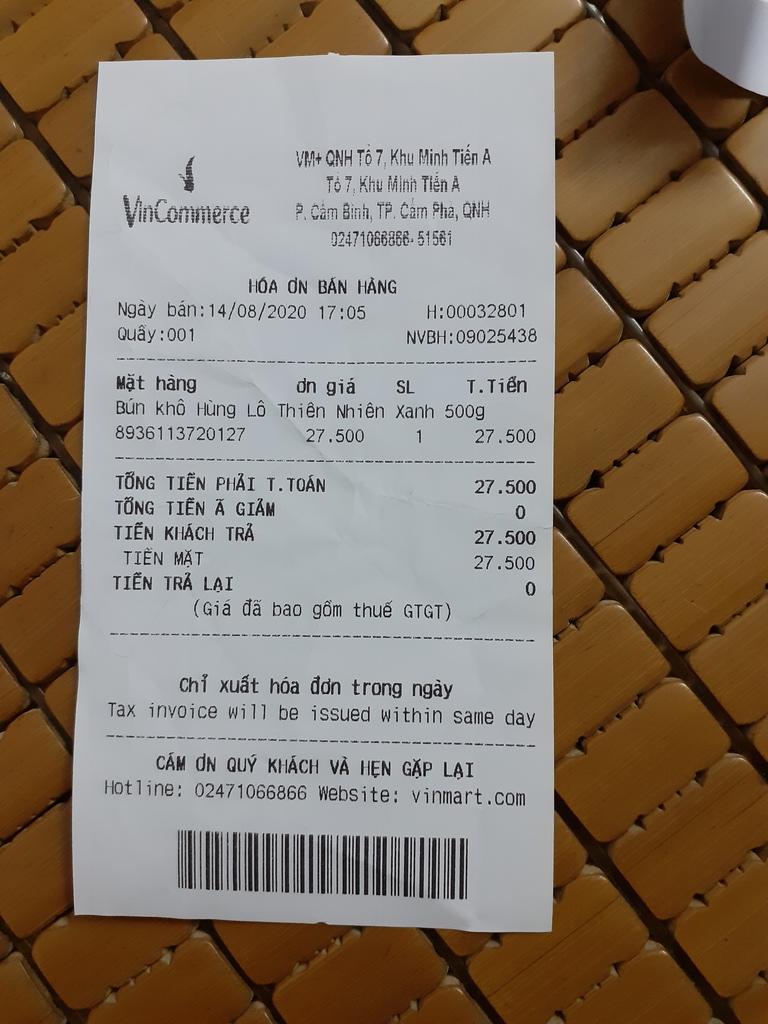 VinCommerce
VM+ QNH Tổ 7, Khu Minh Tiến A
Tổ 7, Khu Minh Tiến A
P. Cẩm Bình, TP. Cẩm Phả, QNH
02471066866-51561
HÓA ƠN BÁN HÀNG
Ngày bán:14/08/2020 17:05 H:00032801
Quầy:001 NVBH:09025438
Mặt hàng ơn giá SL T.Tiền
Bún khô Hùng Lô Thiên Nhiên Xanh 500g
8936113720127 27.500 1 27.500
TỔNG TIỀN PHẢI T.TOÁN 27.500
TỔNG TIỀN Ã GIẢM 0
TIỀN KHÁCH TRẢ 27.500
TIỀN MẶT 27.500
TIỀN TRẢ LẠI 0
(Giá đã bao gồm thuế GTGT)
Chỉ xuất hóa đơn trong ngày
Tax invoice will be issued within same day
CẢM ƠN QUÝ KHÁCH VÀ HẸN GẶP LẠI
Hotline: 02471066866 Website: vinmart.com